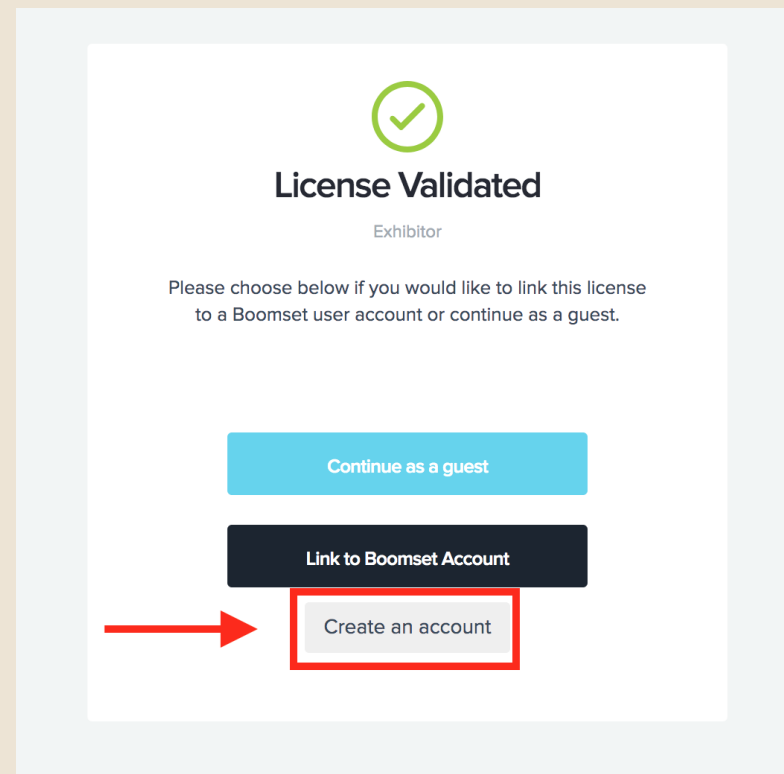 License Validated
Exhibitor
Please choose below if you would like to link this license
to a Boomset user account or continue as a guest.
Continue as a guest
Link to Boomset Account
Create an account